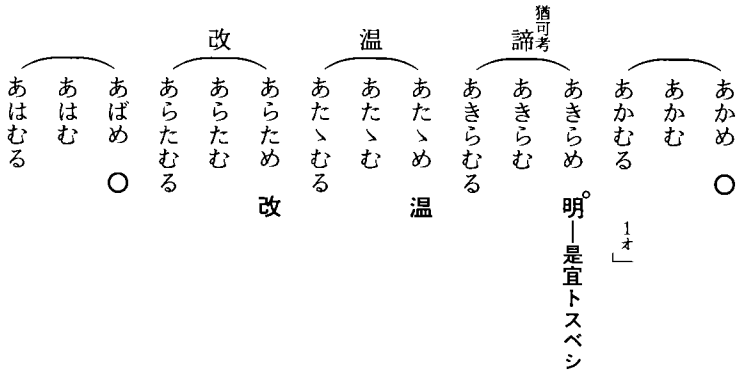 あかめ ○
あかむ
あかむる 1オ」
諦 猶可考
あきらめ 明゜―是宜トスベシ
あきらむ
あきらむる
温
あたゝめ 温
あたゝむ
あたゝむる
改
あらため 改
あらたむ
あらたむる
あばめ ○
あはむ
あはむる